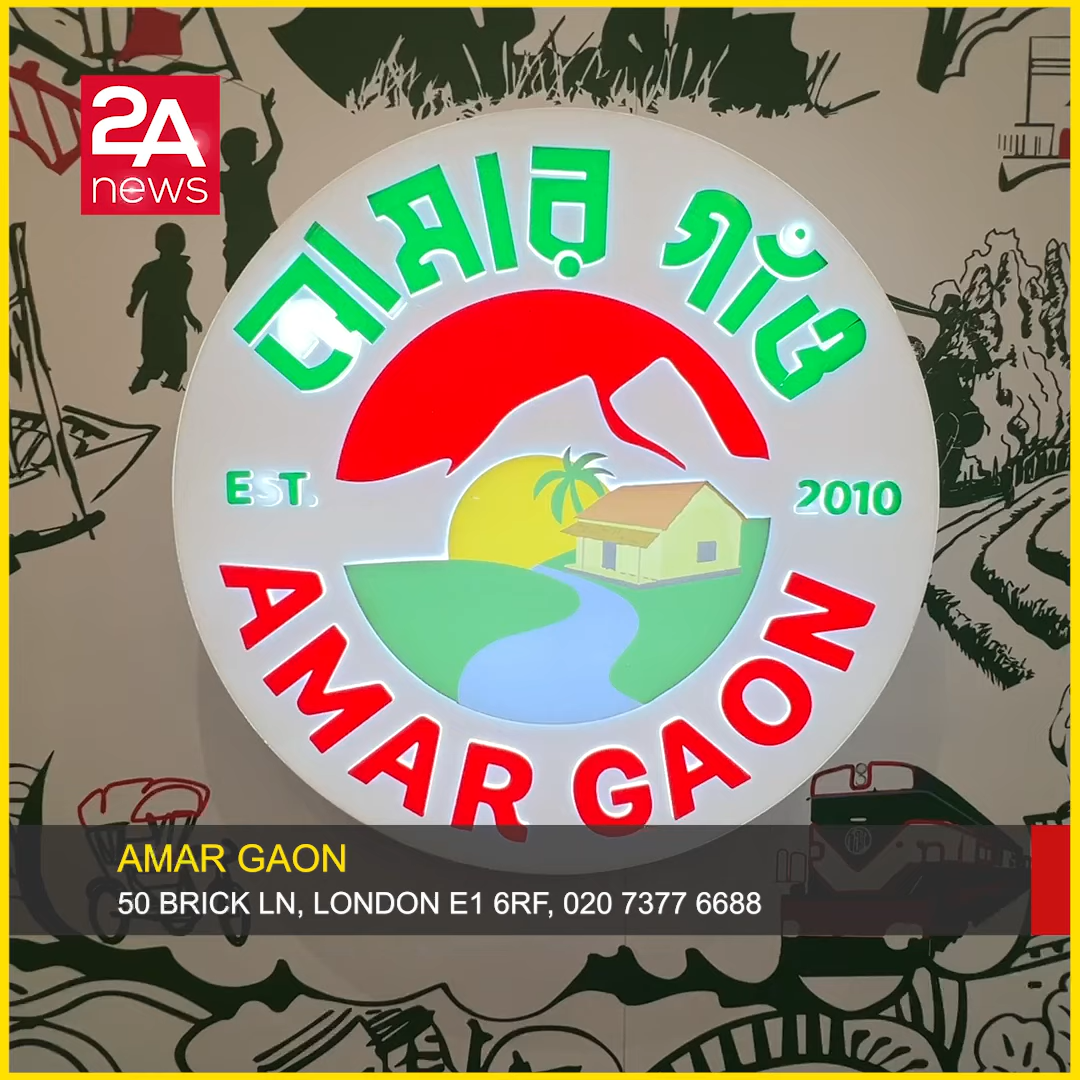 2A
news
আমার গাঁও
EST. 2010
AMAR GAON
AMAR GAON
50 BRICK LN, LONDON E1 6RF, 020 7377 6688